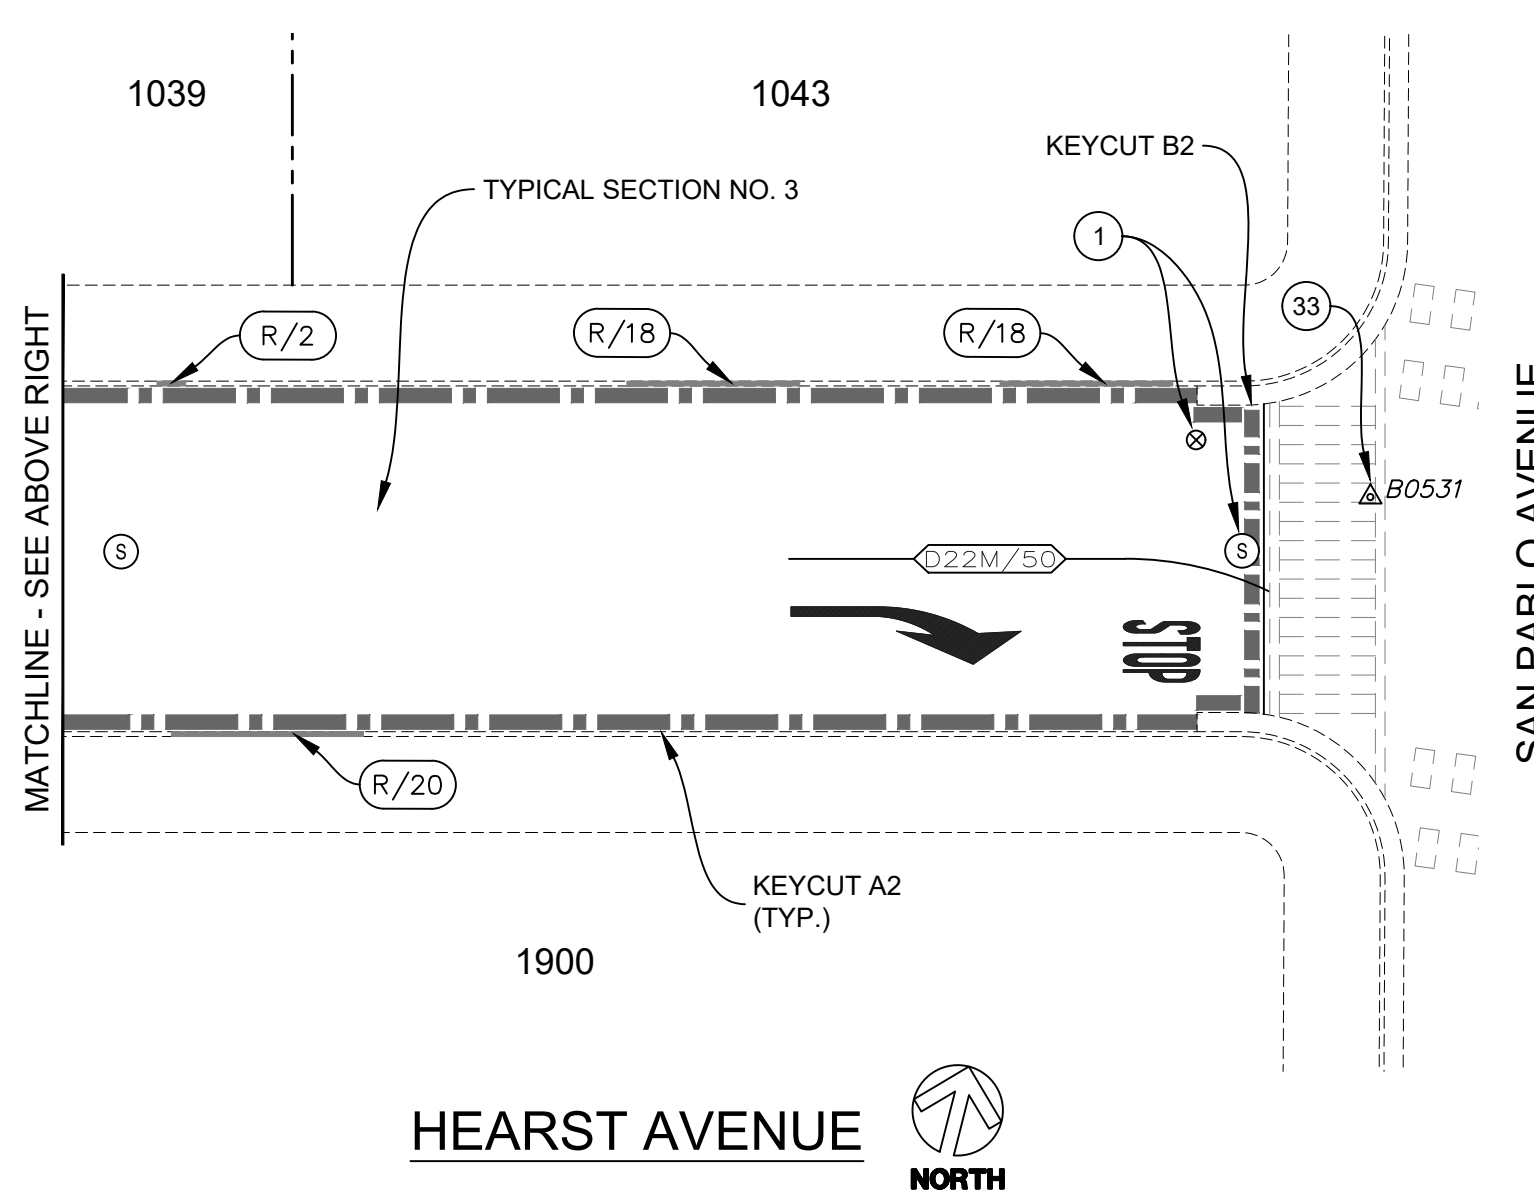 1039
1043
KEYCUT B2
TYPICAL SECTION NO. 3
1
33
R/2
R/18
R/18
MATCHLINE - SEE ABOVE RIGHT
B0531
S
S
D22M/50
STOP
SAN PABLO AVENUE
R/20
KEYCUT A2
(TYP.)
1900
HEARST AVENUE
NORTH